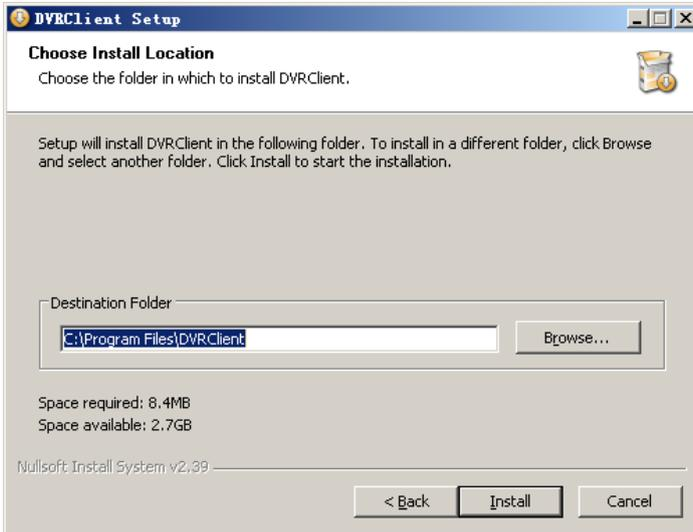 DVRClient Setup
Choose Install Location
Choose the folder in which to install DVRClient.
Setup will install DVRClient in the following folder. To install in a different folder, click Browse
and select another folder. Click Install to start the installation.
Destination Folder
C:\Program Files\DVRClient
Browse...
Space required: 8.4MB
Space available: 2.7GB
Nullsoft Install System v2.39
< Back
Install
Cancel